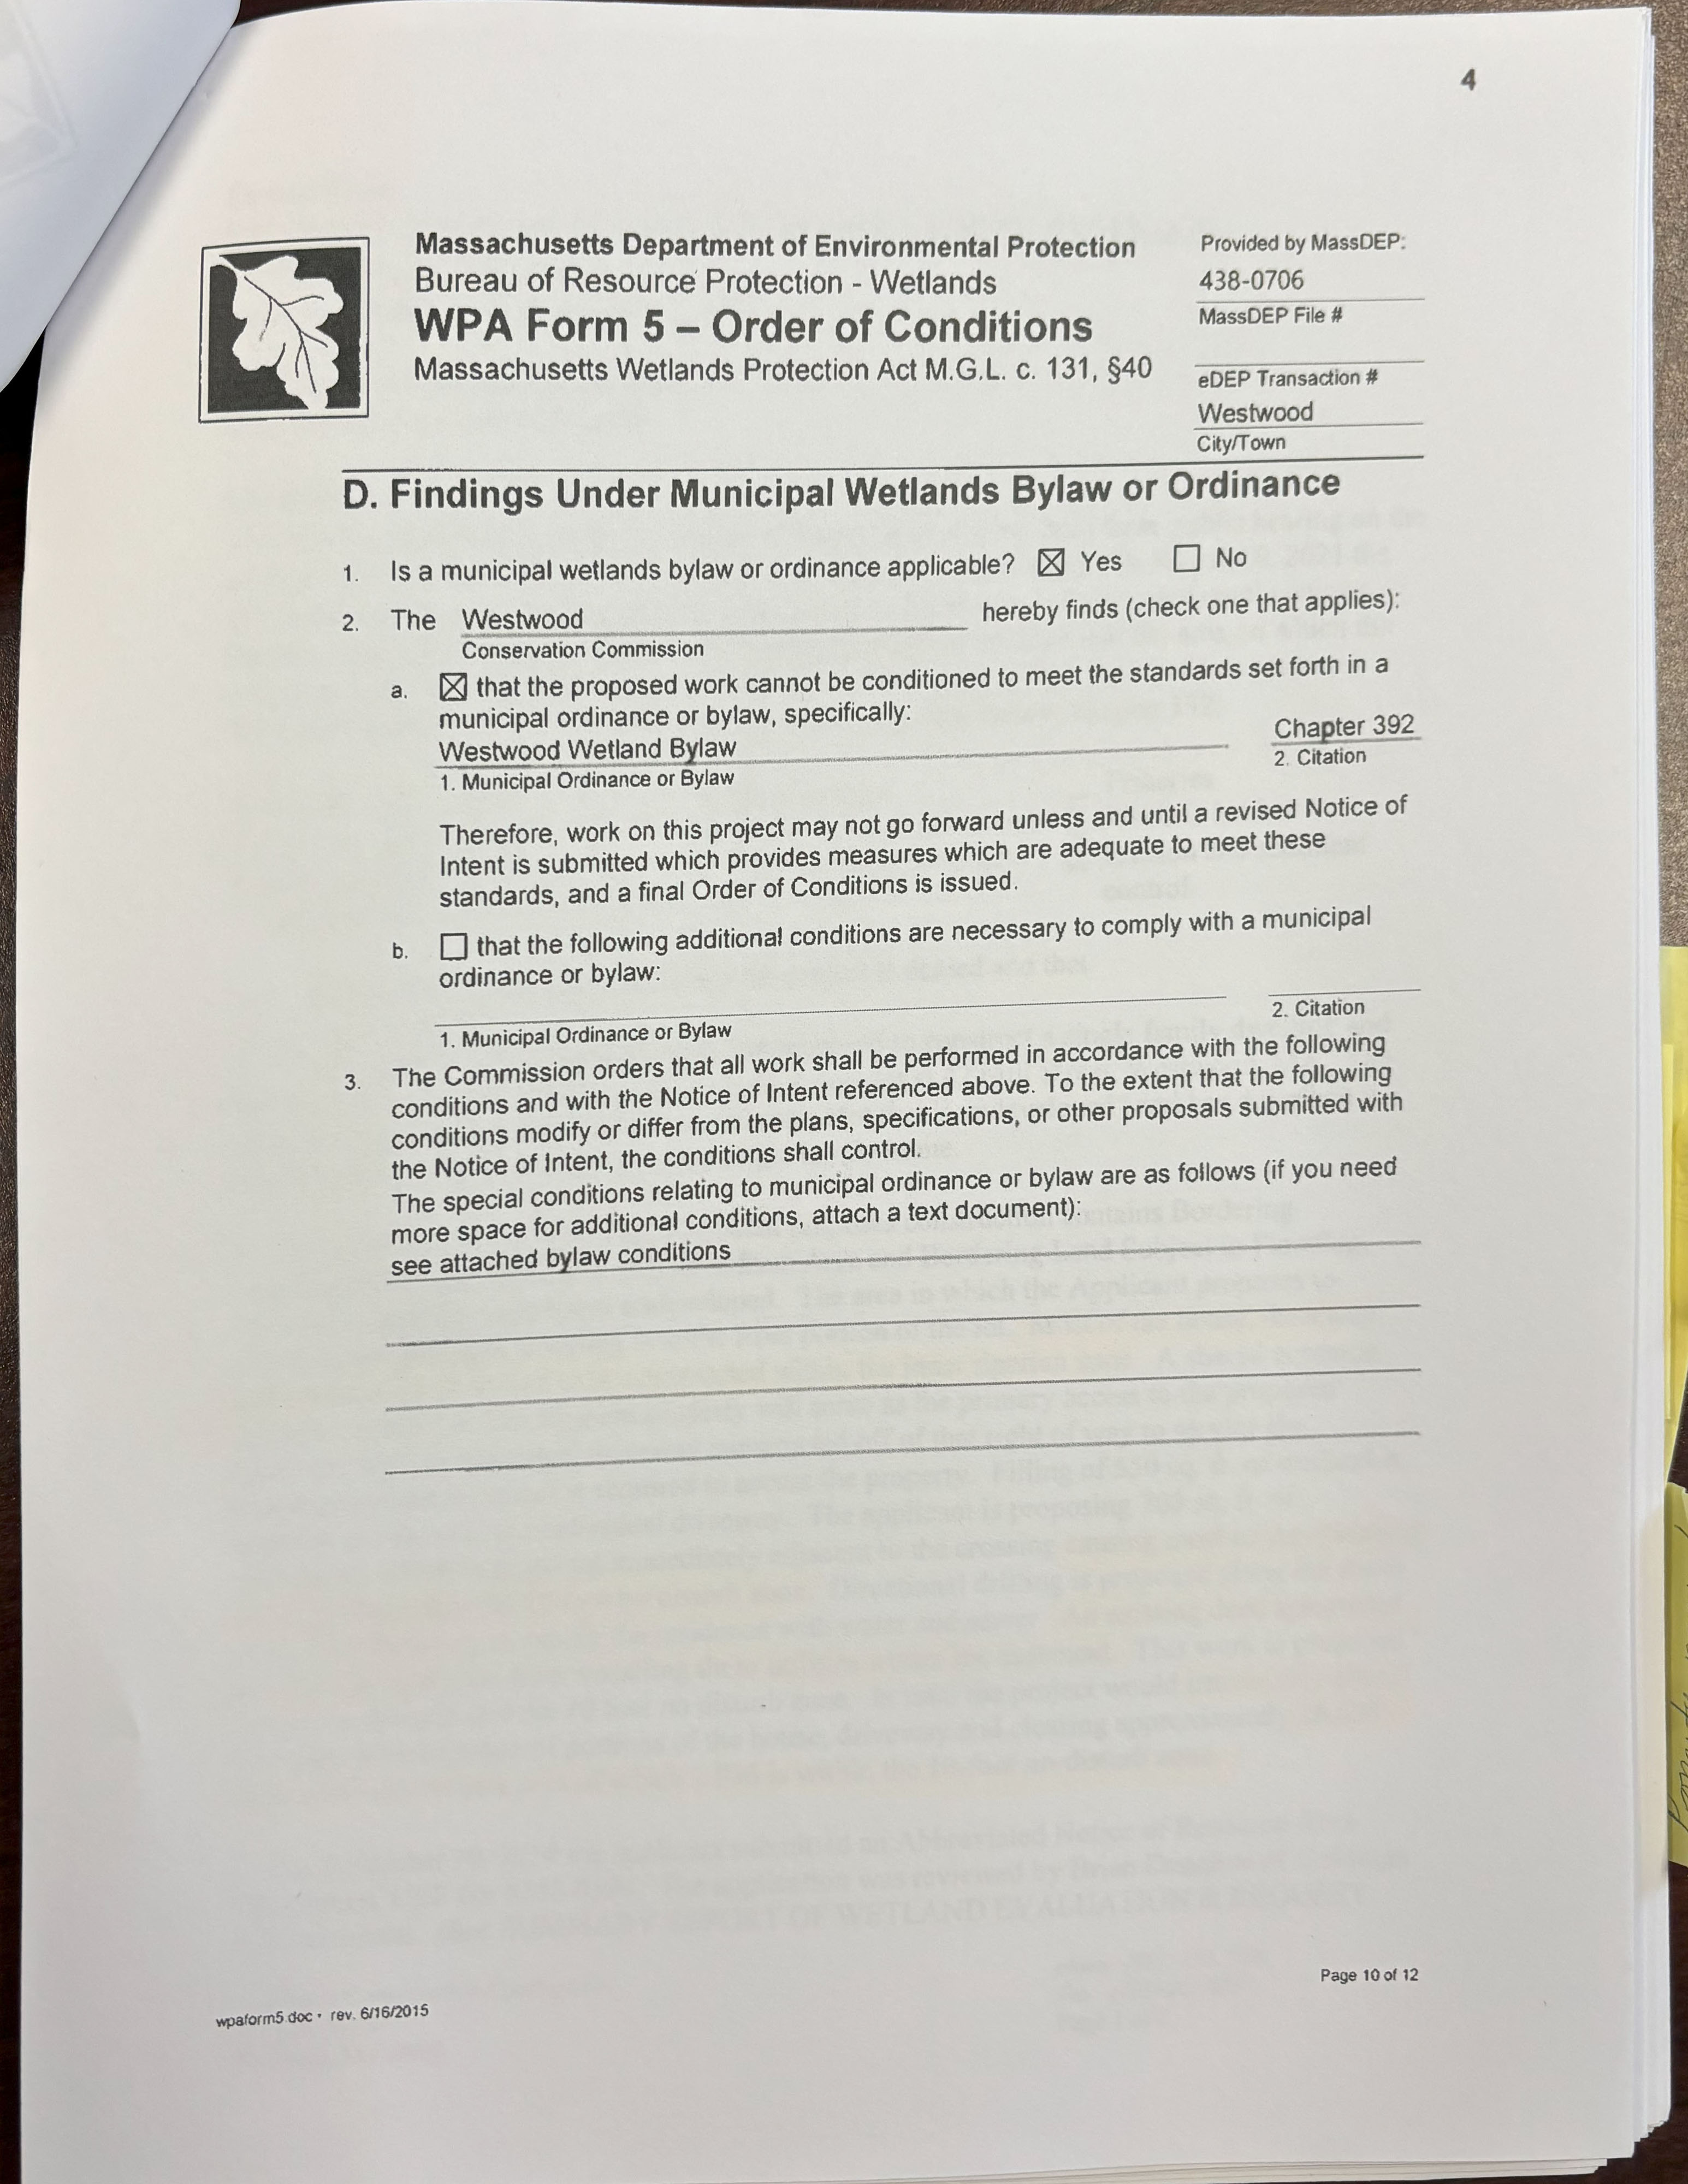 4
Massachusetts Department of Environmental Protection
Bureau of Resource Protection - Wetlands
WPA Form 5 – Order of Conditions
Massachusetts Wetlands Protection Act M.G.L. c. 131, §40
Provided by MassDEP:
438-0706
MassDEP File #
eDEP Transaction #
Westwood
City/Town
D. Findings Under Municipal Wetlands Bylaw or Ordinance
1. Is a municipal wetlands bylaw or ordinance applicable? ☒ Yes ☐ No
2. The Westwood hereby finds (check one that applies):
Conservation Commission
a. ☒ that the proposed work cannot be conditioned to meet the standards set forth in a
municipal ordinance or bylaw, specifically:
Westwood Wetland Bylaw Chapter 392
1. Municipal Ordinance or Bylaw 2. Citation
Therefore, work on this project may not go forward unless and until a revised Notice of
Intent is submitted which provides measures which are adequate to meet these
standards, and a final Order of Conditions is issued.
b. ☐ that the following additional conditions are necessary to comply with a municipal
ordinance or bylaw:
1. Municipal Ordinance or Bylaw 2. Citation
3. The Commission orders that all work shall be performed in accordance with the following
conditions and with the Notice of Intent referenced above. To the extent that the following
conditions modify or differ from the plans, specifications, or other proposals submitted with
the Notice of Intent, the conditions shall control.
The special conditions relating to municipal ordinance or bylaw are as follows (if you need
more space for additional conditions, attach a text document):
see attached bylaw conditions
wpaform5.doc • rev. 6/16/2015
Page 10 of 12